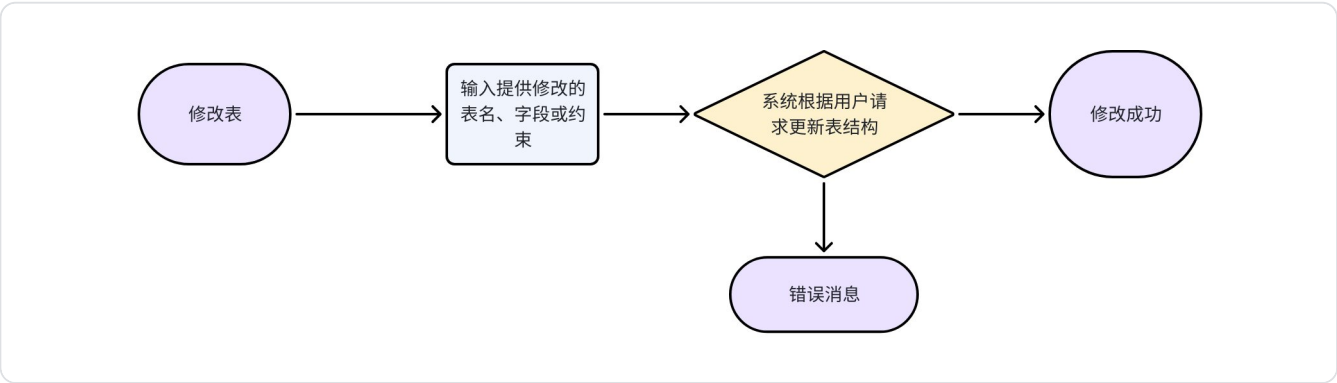 修改表
输入提供修改的
表名、字段或约
束
系统根据用户请
求更新表结构
修改成功
错误消息